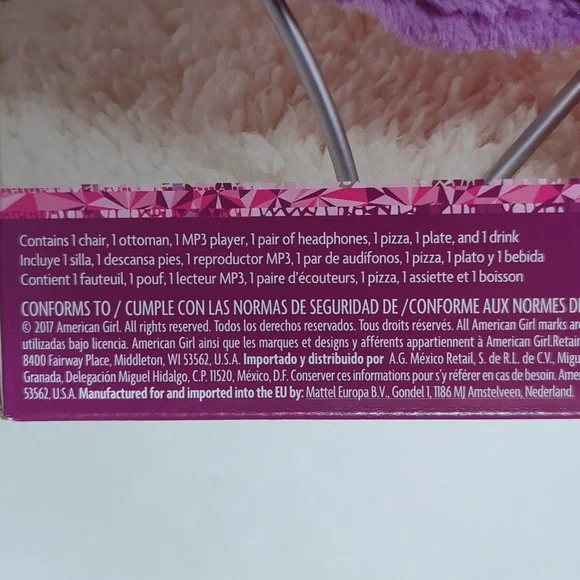 Contains 1 chair, 1 ottoman, 1 MP3 player, 1 pair of headphones, 1 pizza, 1 plate, and 1 drink
Incluye 1 silla, 1 descansa pies, 1 reproductor MP3, 1 par de audífonos, 1 pizza, 1 plato y 1 bebida
Contient 1 fauteuil, 1 pouf, 1 lecteur MP3, 1 paire d'écouteurs, 1 pizza, 1 assiette et 1 boisson
CONFORMS TO / CUMPLE CON LAS NORMAS DE SEGURIDAD DE /CONFORME AUX NORMES DE
© 2017 American Girl. All rights reserved. Todos los derechos reservados. Tous droits réservés. All American Girl marks an
utilizadas bajo licencia. American Girl ainsi que les marques et designs y afférents appartiennent à American Girl.Retain
8400 Fairway Place, Middleton, WI 53562, U.S.A. Importado y distribuido por A.G. México Retail, S. de R.L. de C.V., Miguel
Granada, Delegación Miguel Hidalgo, C.P. 11520, México, D.F. Conserver ces informations pour s'y référer en cas de besoin. Ame
53562, U.S.A. Manufactured for and imported into the EU by: Mattel Europa B.V., Gondel 1, 1186 MJ Amstelveen, Nederland.